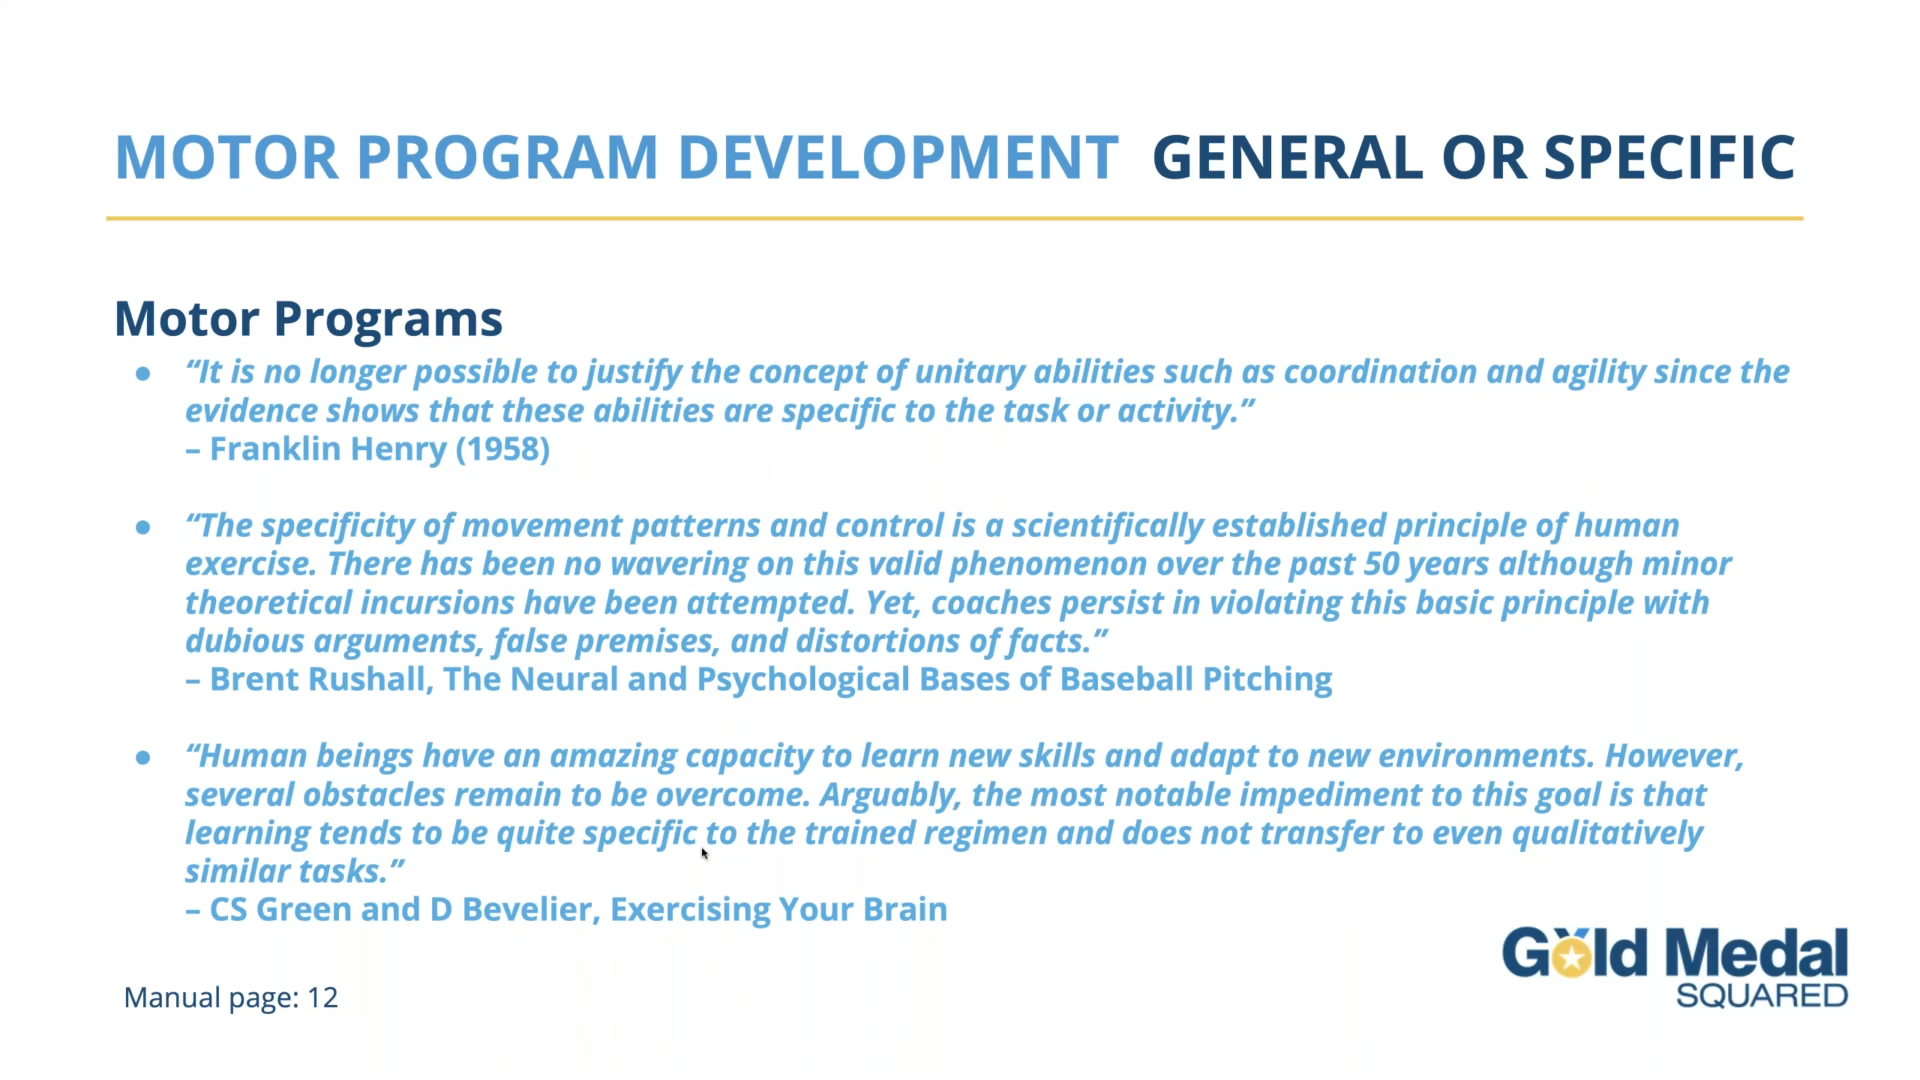 MOTOR PROGRAM DEVELOPMENT GENERAL OR SPECIFIC
Motor Programs
● “It is no longer possible to justify the concept of unitary abilities such as coordination and agility since the
evidence shows that these abilities are specific to the task or activity.”
– Franklin Henry (1958)
● “The specificity of movement patterns and control is a scientifically established principle of human
exercise. There has been no wavering on this valid phenomenon over the past 50 years although minor
theoretical incursions have been attempted. Yet, coaches persist in violating this basic principle with
dubious arguments, false premises, and distortions of facts.”
– Brent Rushall, The Neural and Psychological Bases of Baseball Pitching
● “Human beings have an amazing capacity to learn new skills and adapt to new environments. However,
several obstacles remain to be overcome. Arguably, the most notable impediment to this goal is that
learning tends to be quite specific to the trained regimen and does not transfer to even qualitatively
similar tasks.”
– CS Green and D Bevelier, Exercising Your Brain
Gold Medal
SQUARED
Manual page: 12